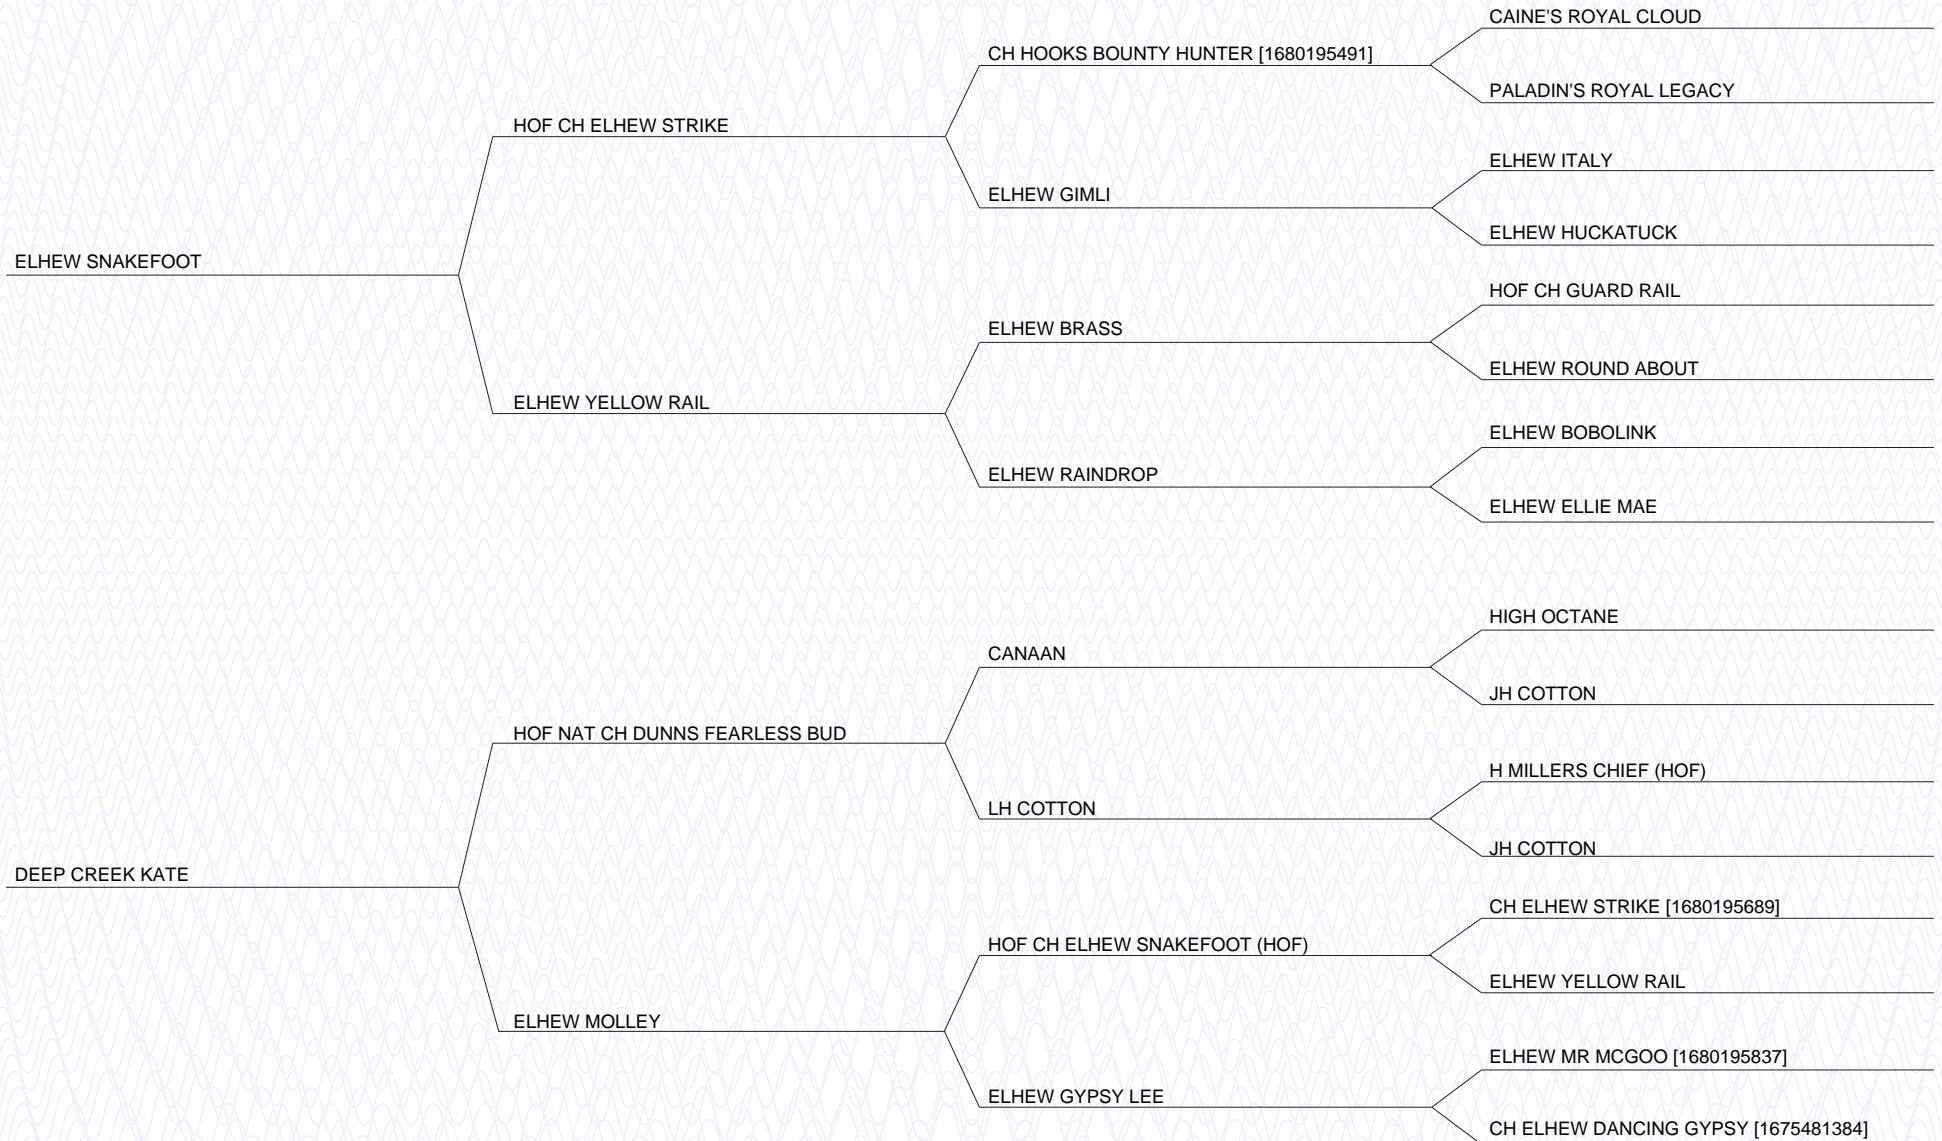 CAINE'S ROYAL CLOUD
CH HOOKS BOUNTY HUNTER [1680195491]
PALADIN'S ROYAL LEGACY
HOF CH ELHEW STRIKE
ELHEW ITALY
ELHEW GIMLI
ELHEW HUCKATUCK
ELHEW SNAKEFOOT
HOF CH GUARD RAIL
ELHEW BRASS
ELHEW ROUND ABOUT
ELHEW YELLOW RAIL
ELHEW BOBOLINK
ELHEW RAINDROP
ELHEW ELLIE MAE
HIGH OCTANE
CANAAN
JH COTTON
HOF NAT CH DUNNS FEARLESS BUD
H MILLERS CHIEF (HOF)
LH COTTON
JH COTTON
DEEP CREEK KATE
CH ELHEW STRIKE [1680195689]
HOF CH ELHEW SNAKEFOOT (HOF)
ELHEW YELLOW RAIL
ELHEW MOLLEY
ELHEW MR MCGOO [1680195837]
ELHEW GYPSY LEE
CH ELHEW DANCING GYPSY [1675481384]